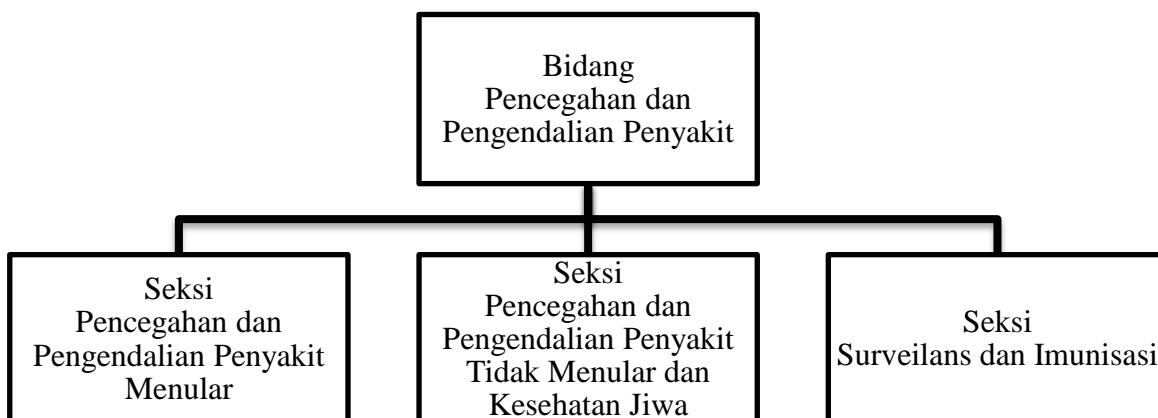 Bidang
Pencegahan dan
Pengendalian Penyakit
Seksi
Pencegahan dan
Pengendalian Penyakit
Menular
Seksi
Pencegahan dan
Pengendalian Penyakit
Tidak Menular dan
Kesehatan Jiwa
Seksi
Surveilans dan Imunisasi